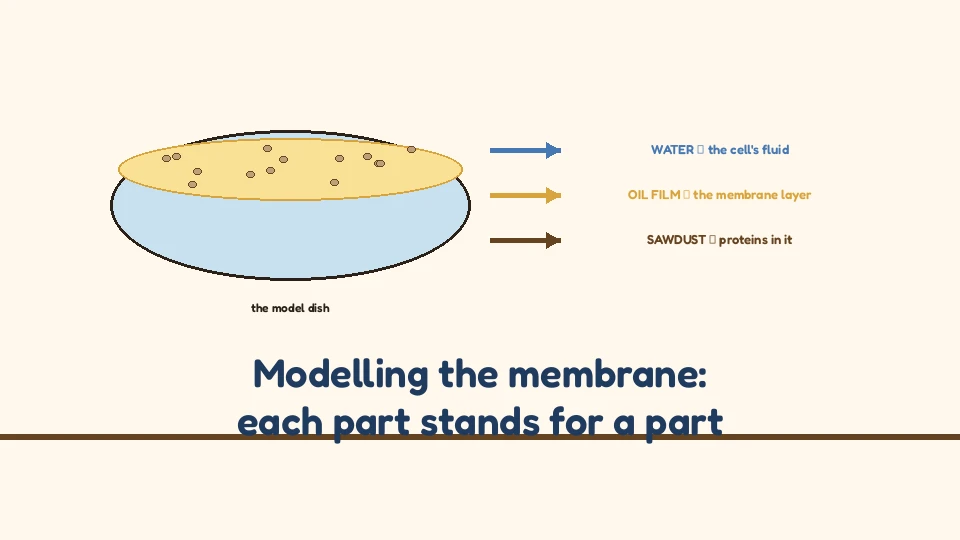 WATER ▯ the cell's fluid
OIL FILM ▯ the membrane layer
SAWDUST ▯ proteins in it
the model dish
Modelling the membrane:
each part stands for a part